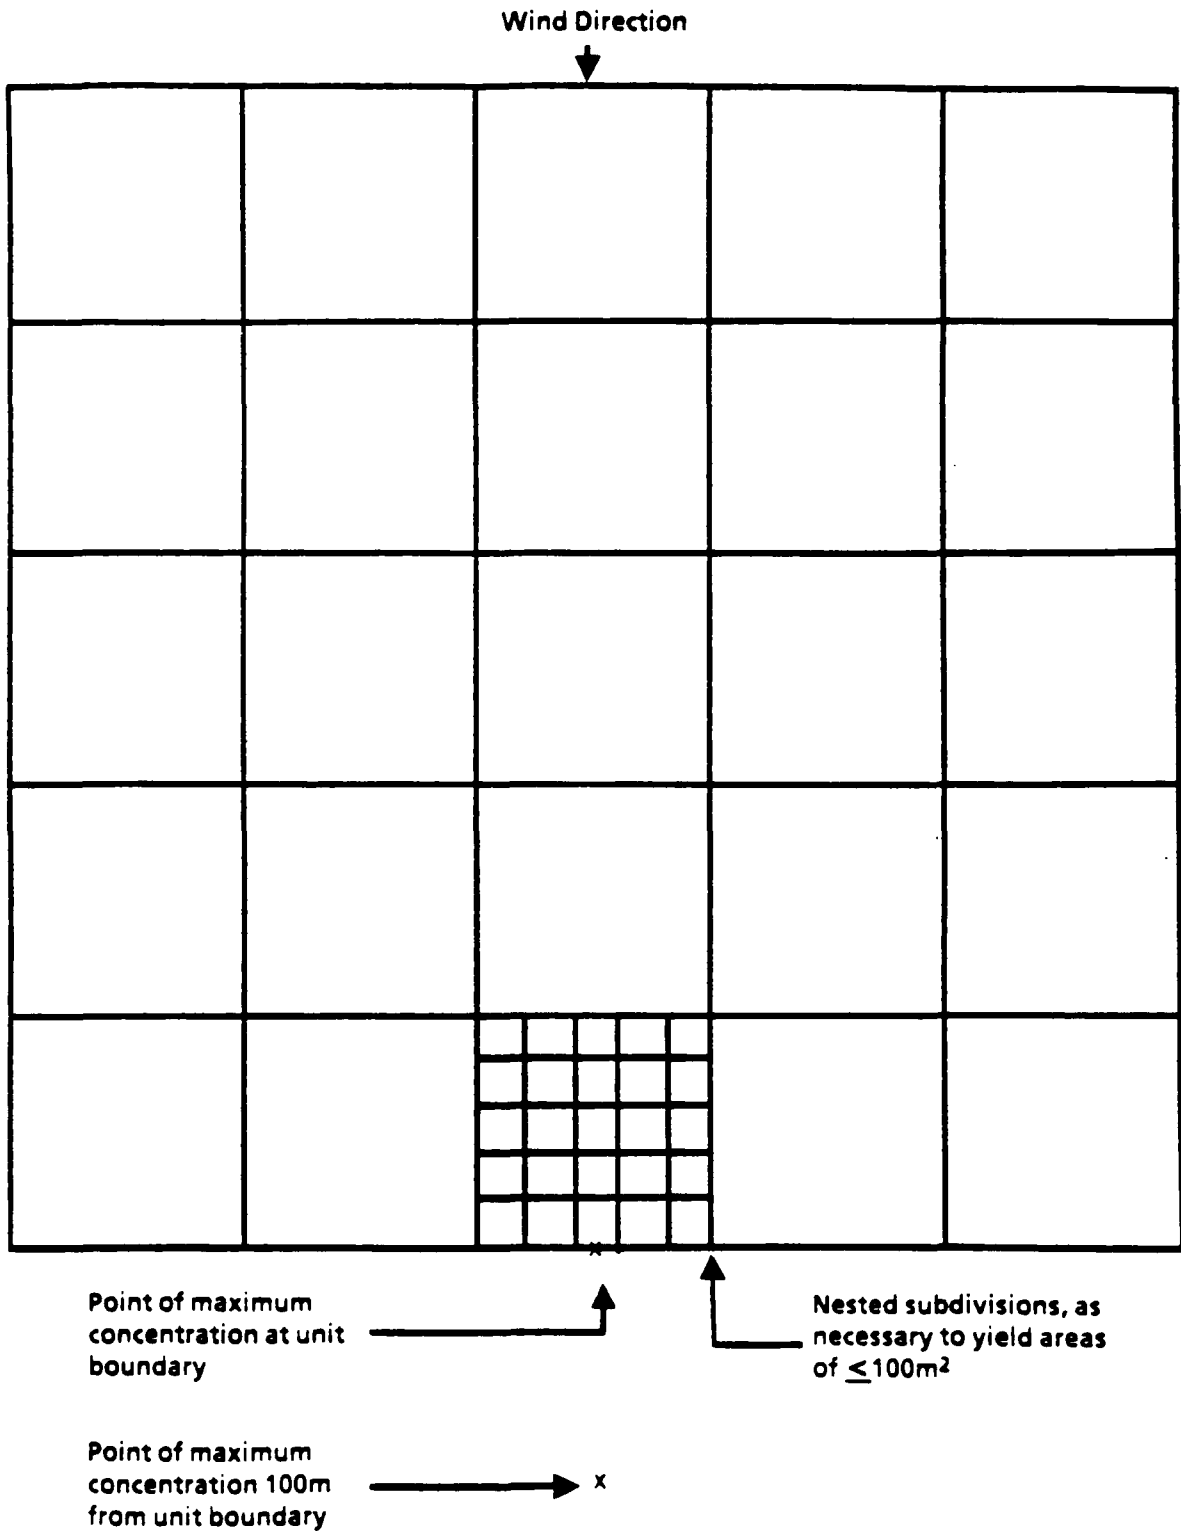 Wind Direction
x
Point of maximum
concentration at unit
boundary
Nested subdivisions, as
necessary to yield areas
of ≤100m²
Point of maximum
concentration 100m
from unit boundary
x